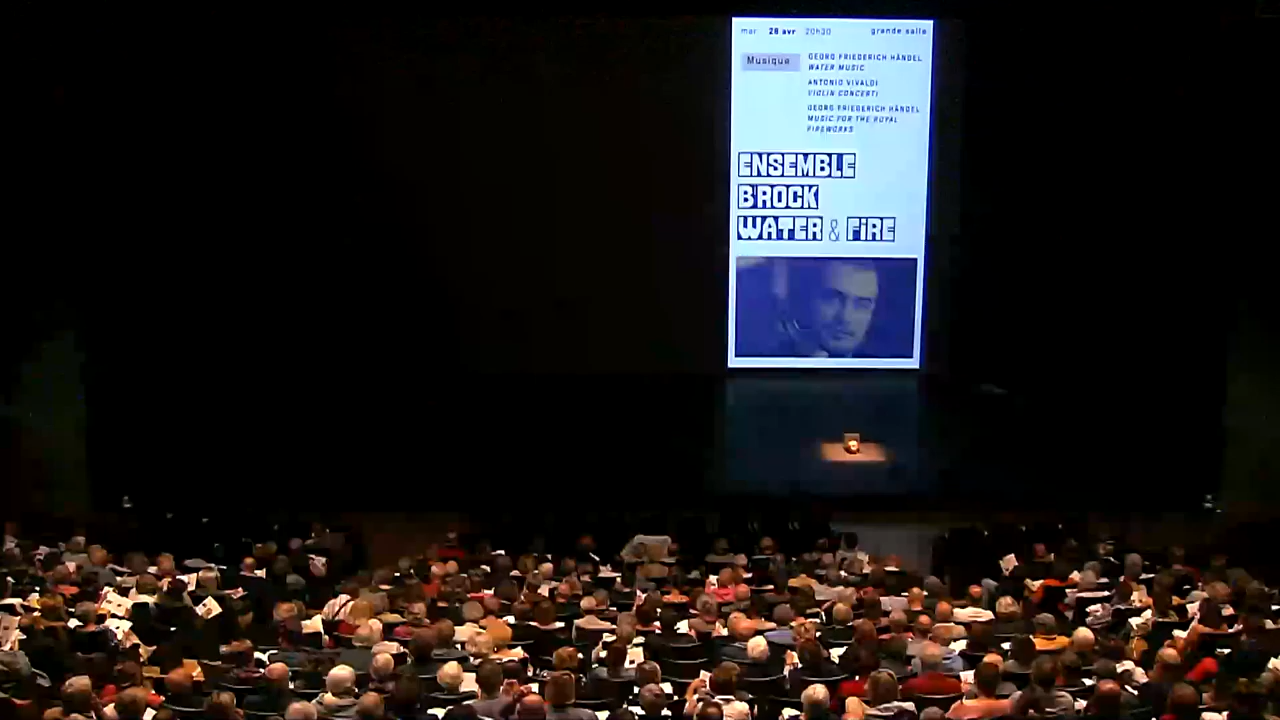 mar 28 avr 20h30 grande salle
Musique
GEORG FRIEDERICH HÄNDEL
WATER MUSIC
ANTONIO VIVALDI
VIOLIN CONCERTI
GEORG FRIEDERICH HÄNDEL
MUSIC FOR THE ROYAL
FIREWORKS
ENSEMBLE
B'ROCK
WATER & FiRE